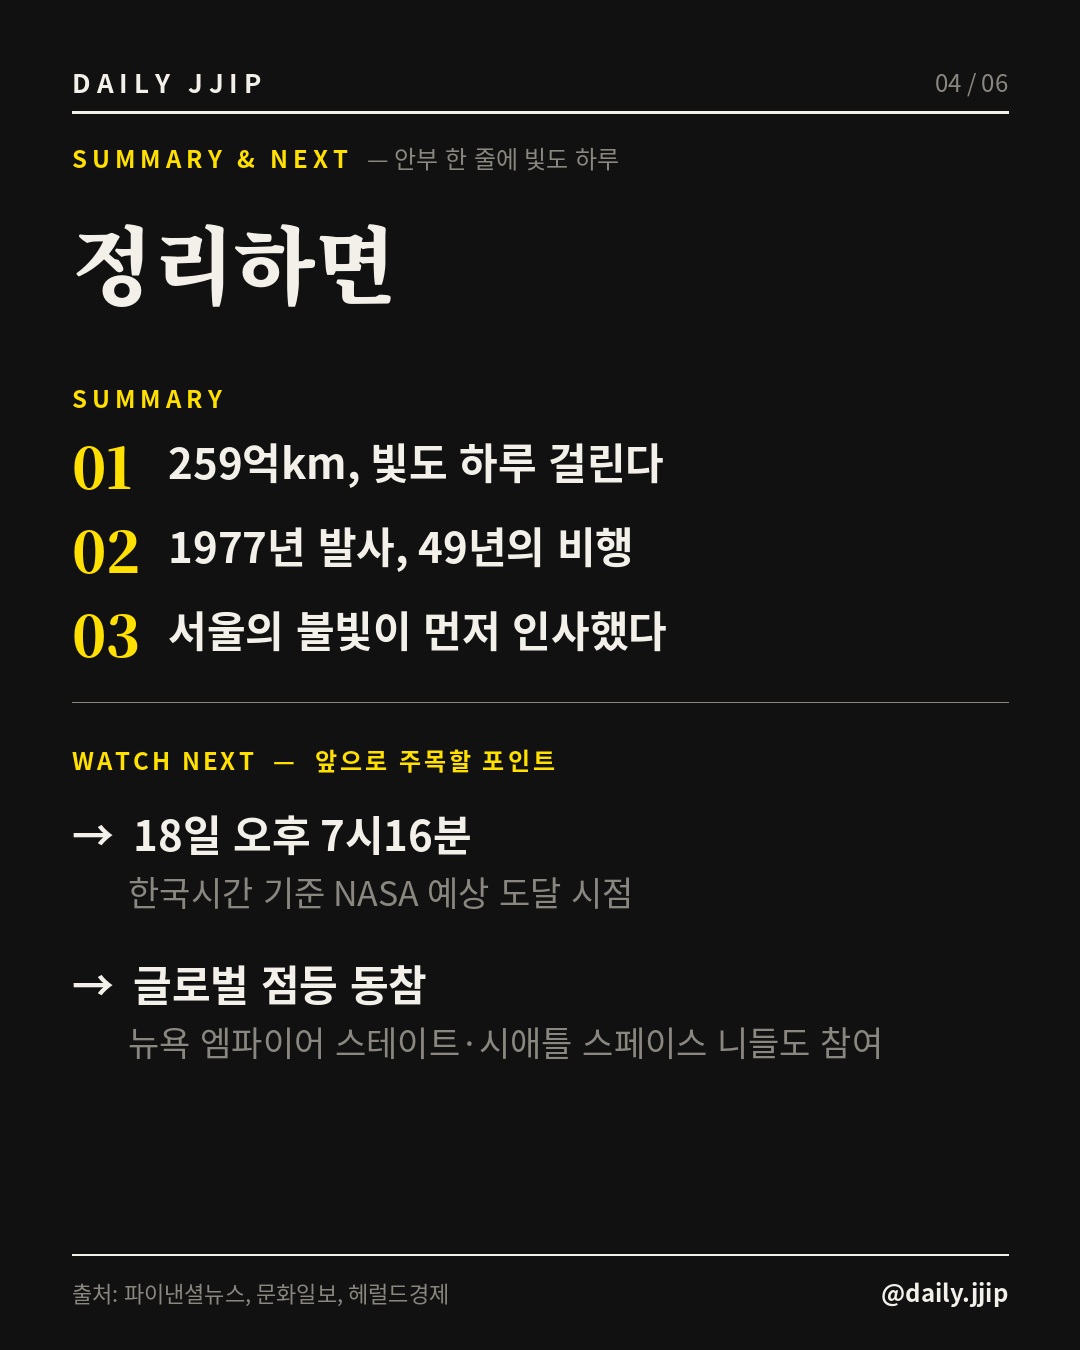 DAILY JJIP
04 / 06
SUMMARY & NEXT — 안부 한 줄에 빛도 하루
정리하면
SUMMARY
01 259억km, 빛도 하루 걸린다
02 1977년 발사, 49년의 비행
03 서울의 불빛이 먼저 인사했다
WATCH NEXT — 앞으로 주목할 포인트
→ 18일 오후 7시16분
한국시간 기준 NASA 예상 도달 시점
→ 글로벌 점등 동참
뉴욕 엠파이어 스테이트·시애틀 스페이스 니들도 참여
출처: 파이낸셜뉴스, 문화일보, 헤럴드경제
@daily.jjip